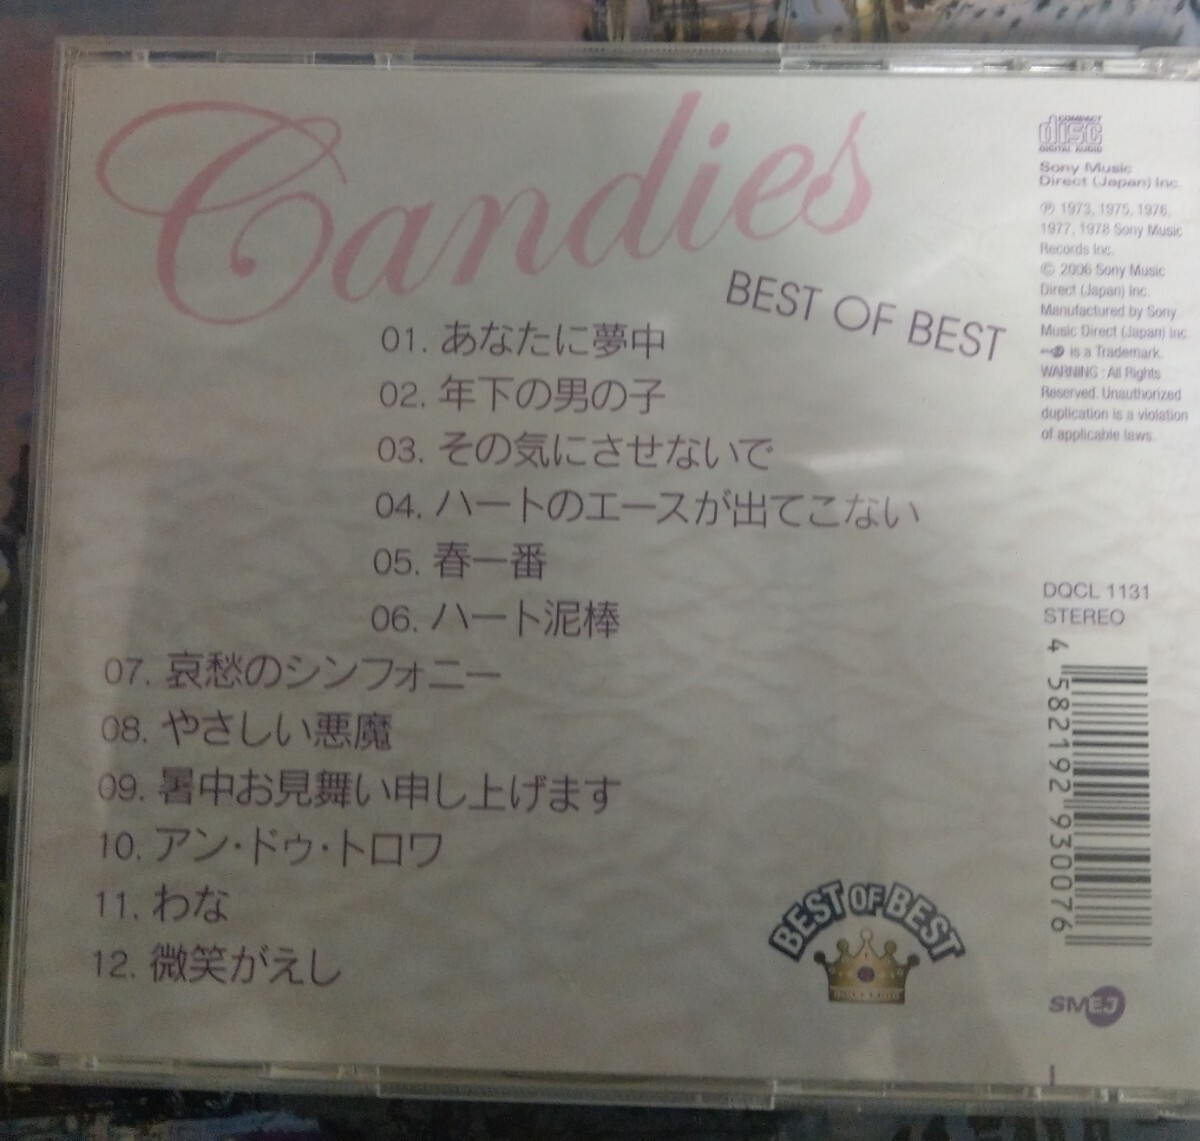 Candies
BEST OF BEST
01. あなたに夢中
02. 年下の男の子
03. その気にさせないで
04. ハートのエースが出てこない
05. 春一番
06. ハート泥棒
07. 哀愁のシンフォニー
08. やさしい悪魔
09. 暑中お見舞い申し上げます
10. アン・ドゥ・トロワ
11. わな
12. 微笑がえし
COMPACT
disc
DIGITAL AUDIO
Sony Music
Direct (Japan) Inc.
℗ 1973, 1975, 1976,
1977, 1978 Sony Music
Records Inc.
© 2006 Sony Music
Direct (Japan) Inc.
Manufactured by Sony
Music Direct (Japan) Inc.
is a Trademark.
WARNING : All Rights
Reserved. Unauthorized
duplication is a violation
of applicable laws.
DQCL 1131
STEREO
4 582192 930076
BEST OF BEST
SMEJ